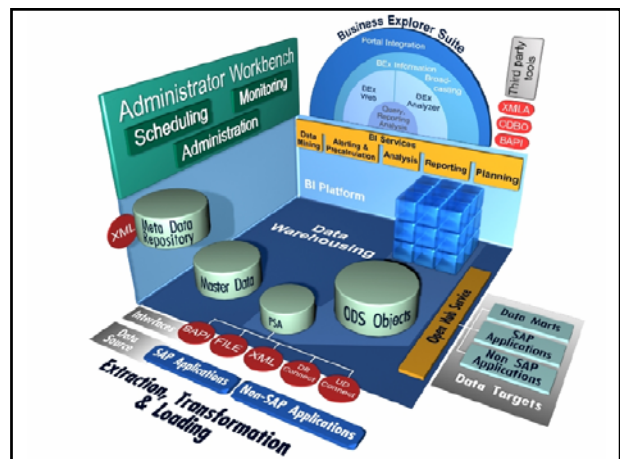 Business Explorer Suite
Portal Integration
BEx Information
Broad-
casting
BEx
Web
BEx
Analyzer
Query, Reporting
Analysis
Third party
tools
XMLA
ODBO
BAPI
Administrator Workbench
Scheduling
Monitoring
Administration
BI Services
Data
Mining
Alerting &
Precalculation
Analysis
Reporting
Planning
BI Platform
XML
Meta Data
Repository
Data
Warehousing
Master Data
PSA
ODS Objects
Open Hub Service
Data Marts
SAP
Applications
Non SAP
Applications
Data Targets
Interfaces
BAPI
FILE
XML
DB
Connect
UD
Connect
Data
Source
SAP Applications
Non-SAP Applications
Extraction, Transformation
& Loading